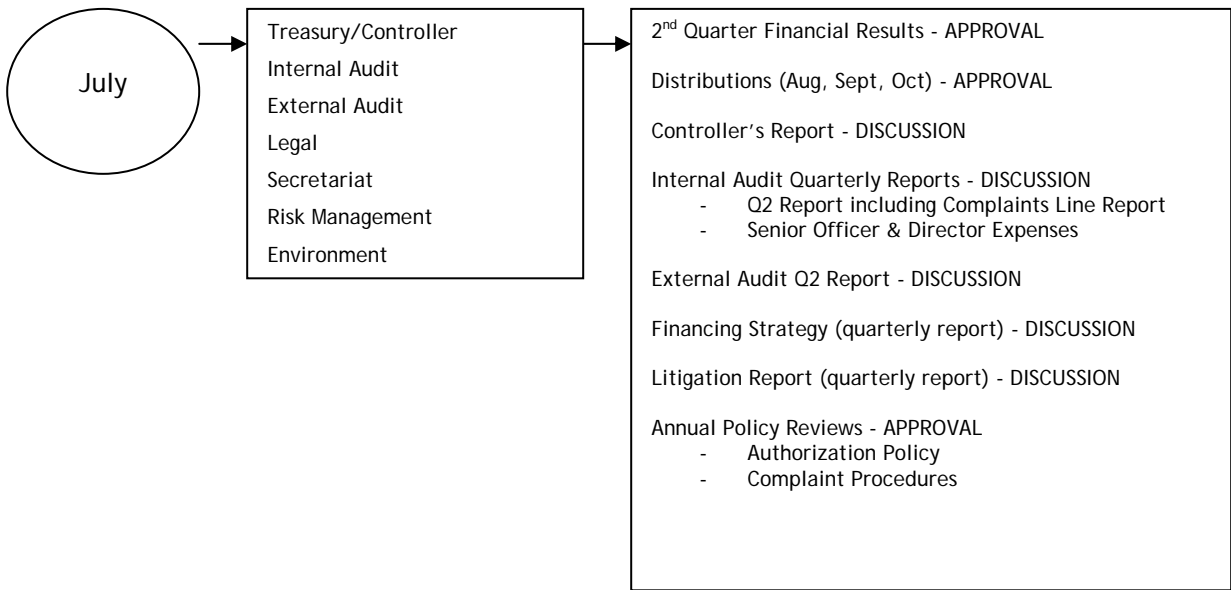 July
Treasury/Controller
Internal Audit
External Audit
Legal
Secretariat
Risk Management
Environment
2nd Quarter Financial Results - APPROVAL
Distributions (Aug, Sept, Oct) - APPROVAL
Controller’s Report - DISCUSSION
Internal Audit Quarterly Reports - DISCUSSION
- Q2 Report including Complaints Line Report
- Senior Officer & Director Expenses
External Audit Q2 Report - DISCUSSION
Financing Strategy (quarterly report) - DISCUSSION
Litigation Report (quarterly report) - DISCUSSION
Annual Policy Reviews - APPROVAL
- Authorization Policy
- Complaint Procedures